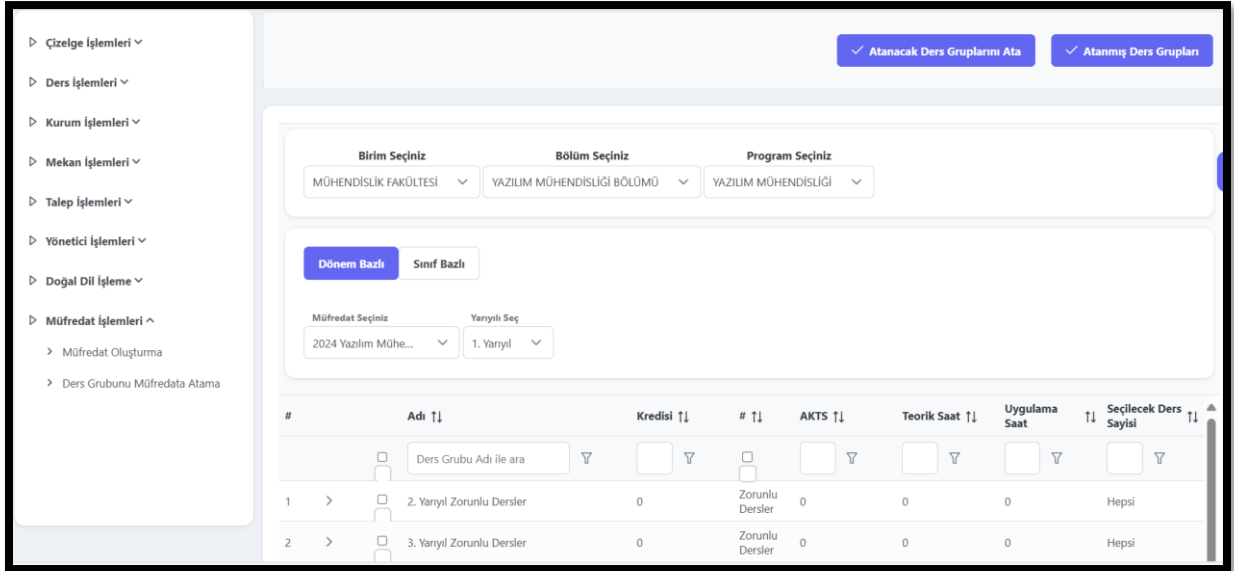 Çizelge İşlemleri
Ders İşlemleri
Kurum İşlemleri
Mekan İşlemleri
Talep İşlemleri
Yönetici İşlemleri
Doğal Dil İşleme
Müfredat İşlemleri
Müfredat Oluşturma
Ders Grubunu Müfredata Atama
Atanacak Ders Gruplarını Ata Atanmış Ders Grupları
Birim Seçiniz Bölüm Seçiniz Program Seçiniz
MÜHENDİSLİK FAKÜLTESİ YAZILIM MÜHENDİSLİĞİ BÖLÜMÜ YAZILIM MÜHENDİSLİĞİ
Dönem Bazlı Sınıf Bazlı
Müfredat Seçiniz Yarıyılı Seç
2024 Yazılım Mühe... 1. Yarıyıl
# Adı Kredisi # AKTS Teorik Saat Uygulama Saat Seçilecek Ders Sayisi
Ders Grubu Adı ile ara
1 2. Yarıyıl Zorunlu Dersler 0 Zorunlu Dersler 0 0 0 Hepsi
2 3. Yarıyıl Zorunlu Dersler 0 Zorunlu Dersler 0 0 0 Hepsi